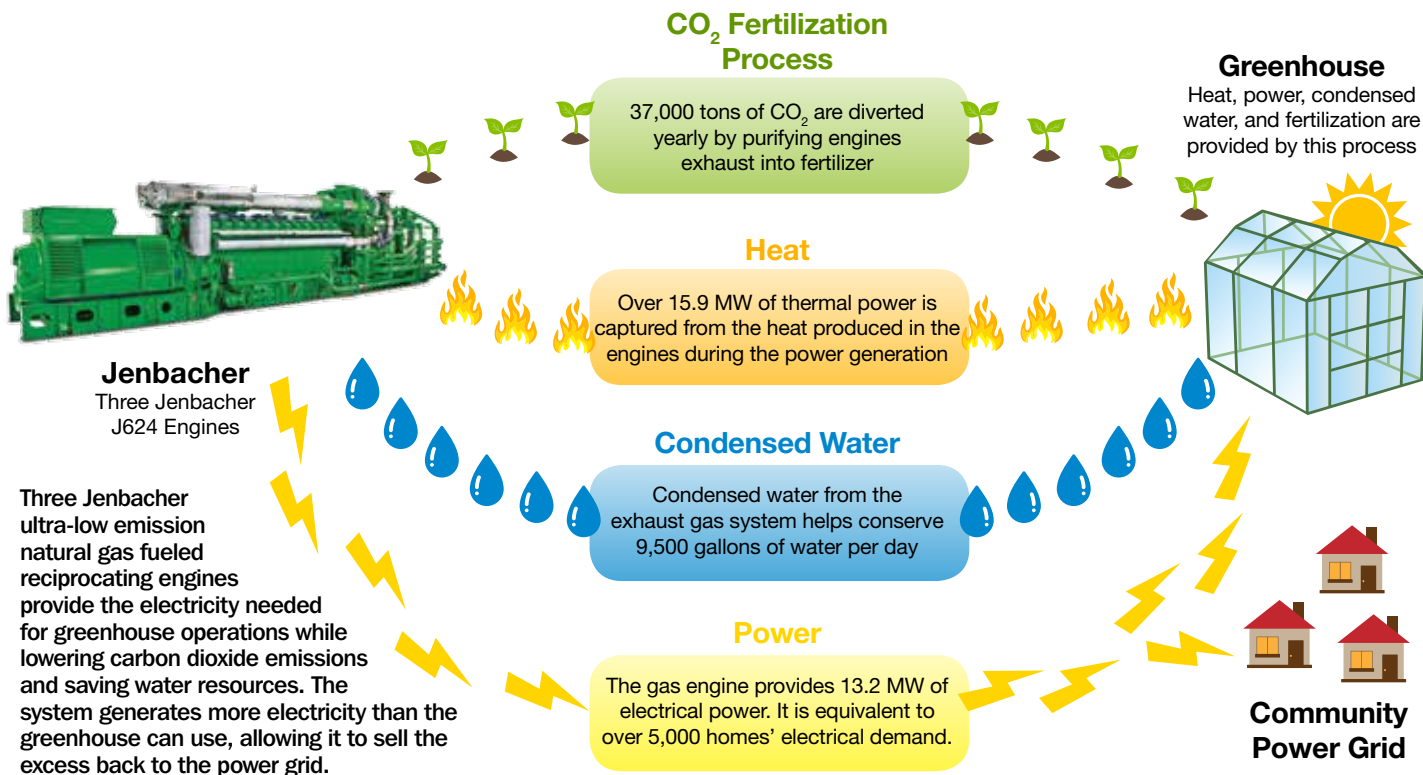 CO₂ Fertilization
Process
37,000 tons of CO₂ are diverted
yearly by purifying engines
exhaust into fertilizer
Greenhouse
Heat, power, condensed
water, and fertilization are
provided by this process
Heat
Over 15.9 MW of thermal power is
captured from the heat produced in the
engines during the power generation
Jenbacher
Three Jenbacher
J624 Engines
Condensed Water
Condensed water from the
exhaust gas system helps conserve
9,500 gallons of water per day
Three Jenbacher
ultra-low emission
natural gas fueled
reciprocating engines
provide the electricity needed
for greenhouse operations while
lowering carbon dioxide emissions
and saving water resources. The
system generates more electricity than the
greenhouse can use, allowing it to sell the
excess back to the power grid.
Power
The gas engine provides 13.2 MW of
electrical power. It is equivalent to
over 5,000 homes’ electrical demand.
Community
Power Grid